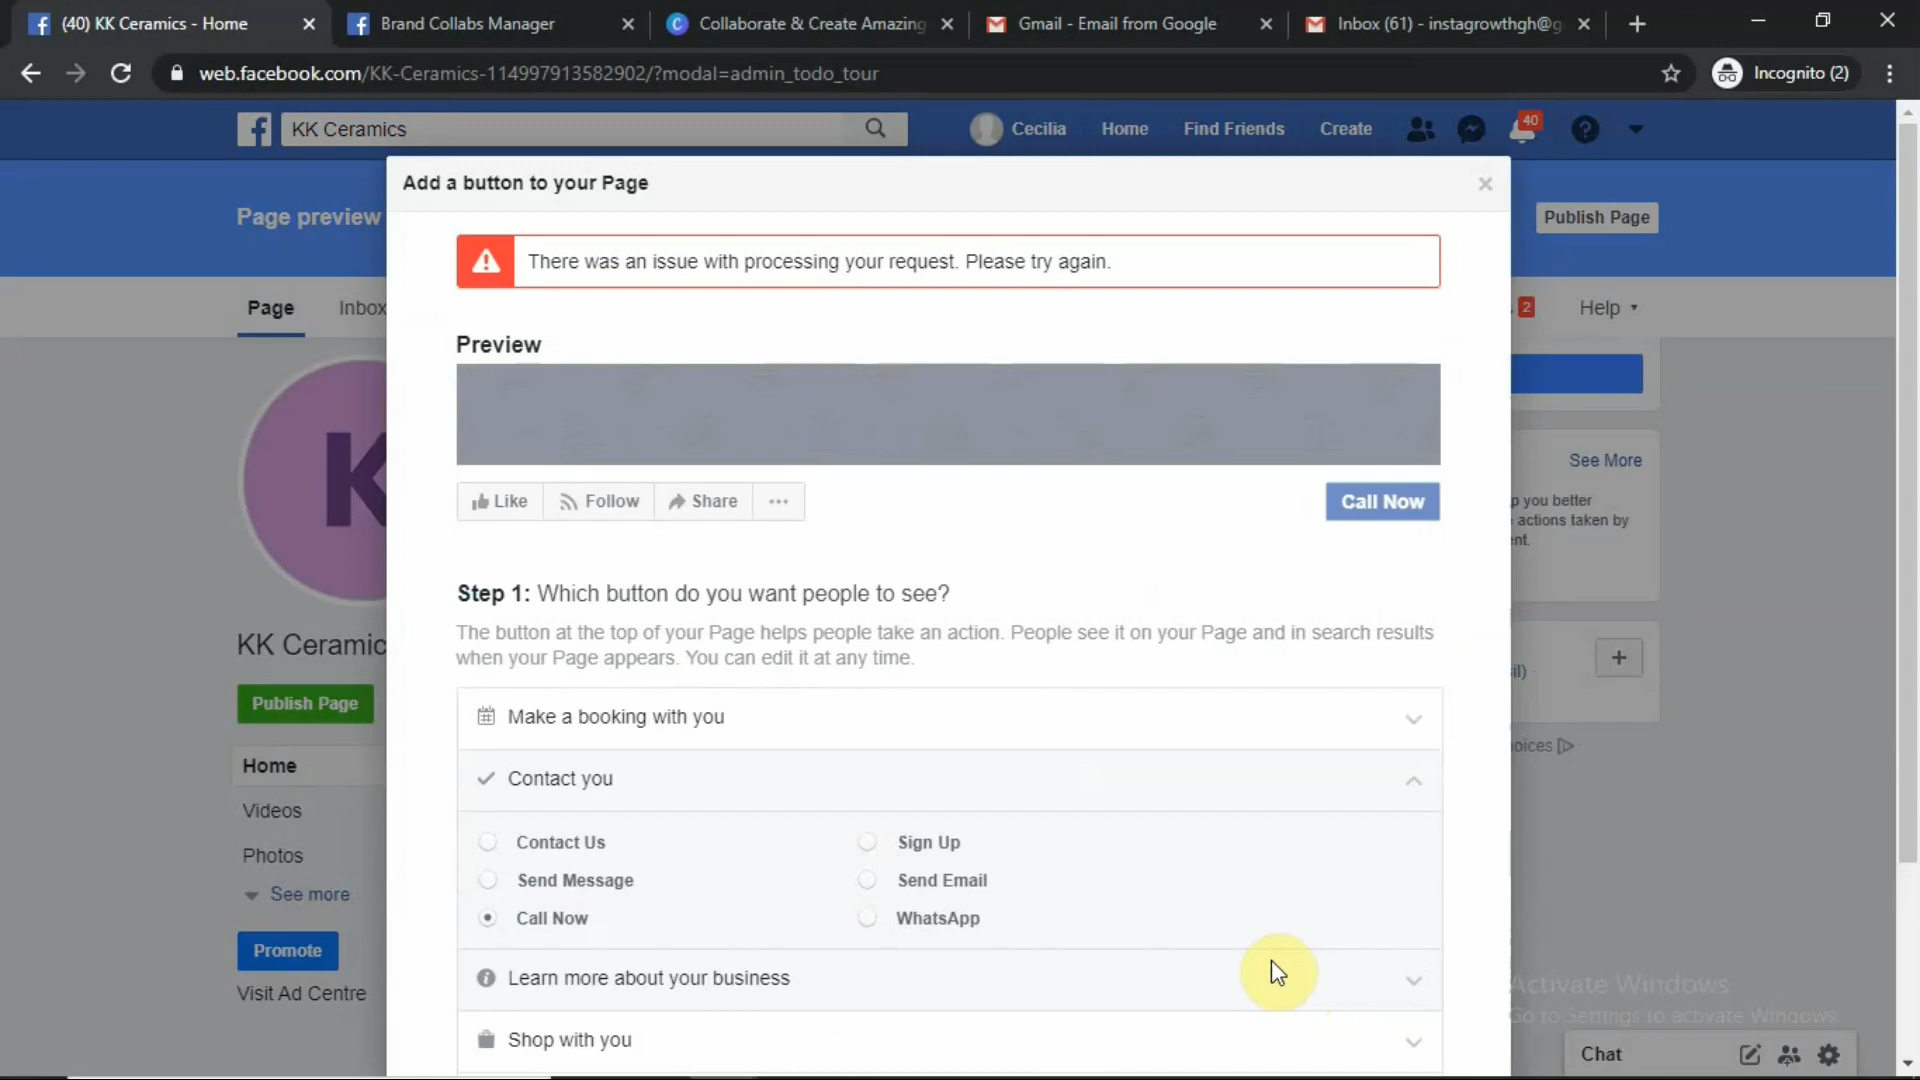 (40) KK Ceramics - Home
Brand Collabs Manager
Collaborate & Create Amazing
Gmail - Email from Google
Inbox (61) - instagrowthgh@g
web.facebook.com/KK-Ceramics-114997913582902/?modal=admin_todo_tour
Incognito (2)
KK Ceramics
Cecilia
Home
Find Friends
Create
40
Page preview
Add a button to your Page
Publish Page
There was an issue with processing your request. Please try again.
Page
Inbox
2
Help
Preview
Like
Follow
Share
Call Now
See More
p you better
actions taken by
ent.
K
Step 1: Which button do you want people to see?
The button at the top of your Page helps people take an action. People see it on your Page and in search results
when your Page appears. You can edit it at any time.
KK Ceramic
Publish Page
Make a booking with you
Contact you
Home
Videos
Photos
See more
Contact Us
Sign Up
Send Message
Send Email
Call Now
WhatsApp
Promote
Visit Ad Centre
Learn more about your business
Shop with you
Activate Windows
Go to Settings to activate Windows.
Chat